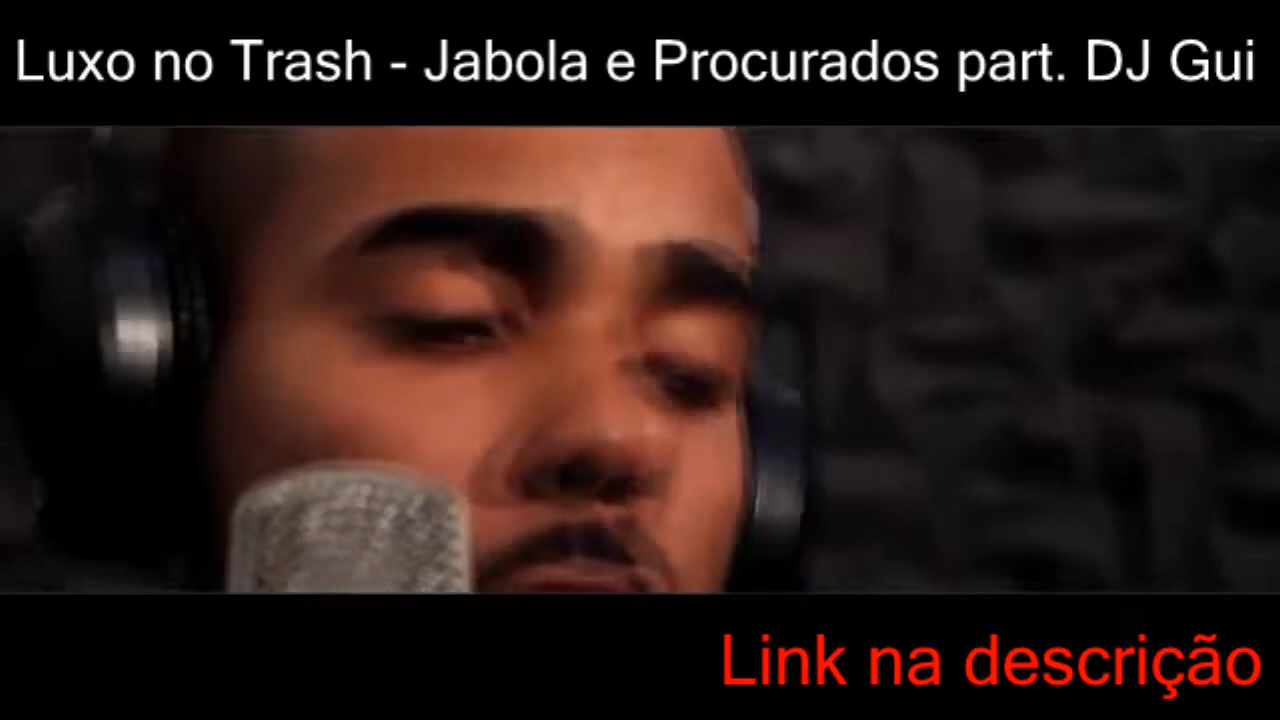 Luxo no Trash - Jabola e Procurados part. DJ Gui
Link na descrição